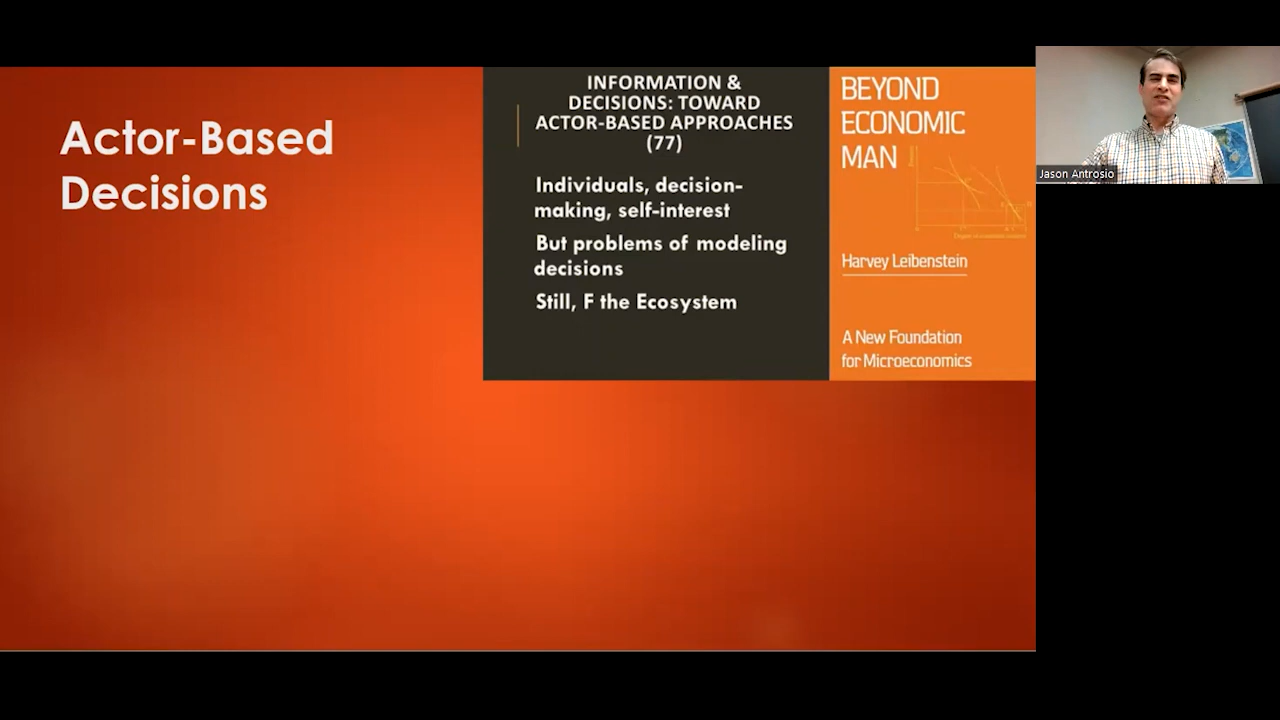 Actor-Based
Decisions
INFORMATION &
DECISIONS: TOWARD
ACTOR-BASED APPROACHES
(77)
Individuals, decision-
making, self-interest
But problems of modeling
decisions
Still, F the Ecosystem
BEYOND
ECONOMIC
MAN
Harvey Leibenstein
A New Foundation
for Microeconomics
Jason Antrosio